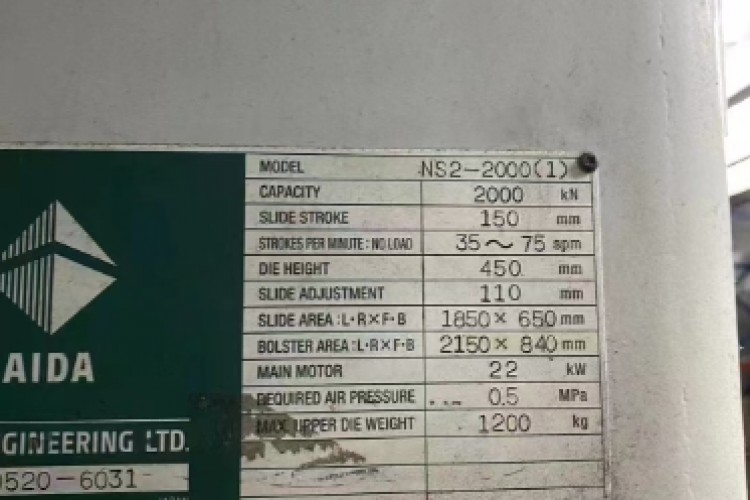 MODEL NS2-2000(1)
CAPACITY 2000 kN
SLIDE STROKE 150 mm
STROKES PER MINUTE : NO LOAD 35~75 spm
DIE HEIGHT 450 mm
SLIDE ADJUSTMENT 110 mm
SLIDE AREA : L·R×F·B 1850× 650 mm
BOLSTER AREA : L·R×F·B 2150× 840 mm
MAIN MOTOR 22 kW
REQUIRED AIR PRESSURE 0.5 MPa
MAX. UPPER DIE WEIGHT 1200 kg
AIDA
GINEERING LTD.
0520-6031